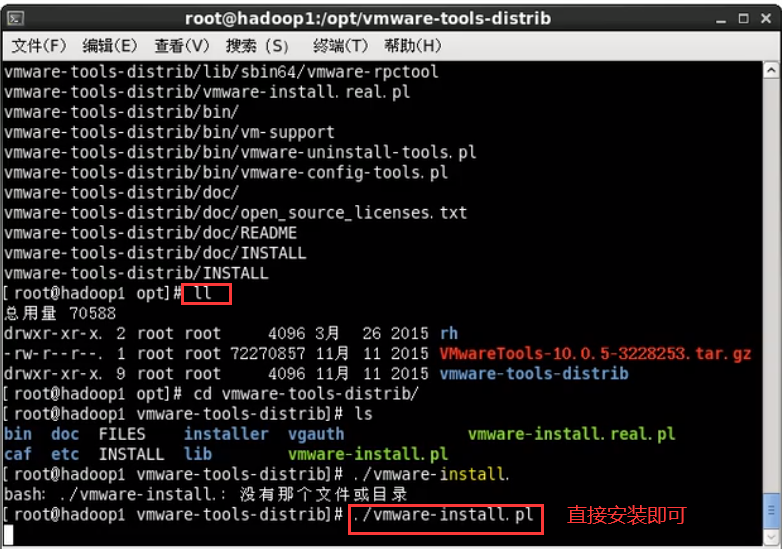 root@hadoop1:/opt/vmware-tools-distrib
文件(F) 编辑(E) 查看(V) 搜索 (S) 终端(T) 帮助(H)
vmware-tools-distrib/lib/sbin64/vmware-rpctool
vmware-tools-distrib/vmware-install.real.pl
vmware-tools-distrib/bin/
vmware-tools-distrib/bin/vm-support
vmware-tools-distrib/bin/vmware-uninstall-tools.pl
vmware-tools-distrib/bin/vmware-config-tools.pl
vmware-tools-distrib/doc/
vmware-tools-distrib/doc/open_source_licenses.txt
vmware-tools-distrib/doc/README
vmware-tools-distrib/doc/INSTALL
vmware-tools-distrib/INSTALL
[root@hadoop1 opt]# ll
总用量 70588
drwxr-xr-x. 2 root root 4096 3月 26 2015 rh
-rw-r--r--. 1 root root 72270857 11月 11 2015 VMwareTools-10.0.5-3228253.tar.gz
drwxr-xr-x. 9 root root 4096 11月 11 2015 vmware-tools-distrib
[root@hadoop1 opt]# cd vmware-tools-distrib/
[root@hadoop1 vmware-tools-distrib]# ls
bin doc FILES installer vgauth vmware-install.real.pl
caf etc INSTALL lib vmware-install.pl
[root@hadoop1 vmware-tools-distrib]# ./vmware-install.
bash: ./vmware-install.: 没有那个文件或目录
[root@hadoop1 vmware-tools-distrib]# ./vmware-install.pl 直接安装即可